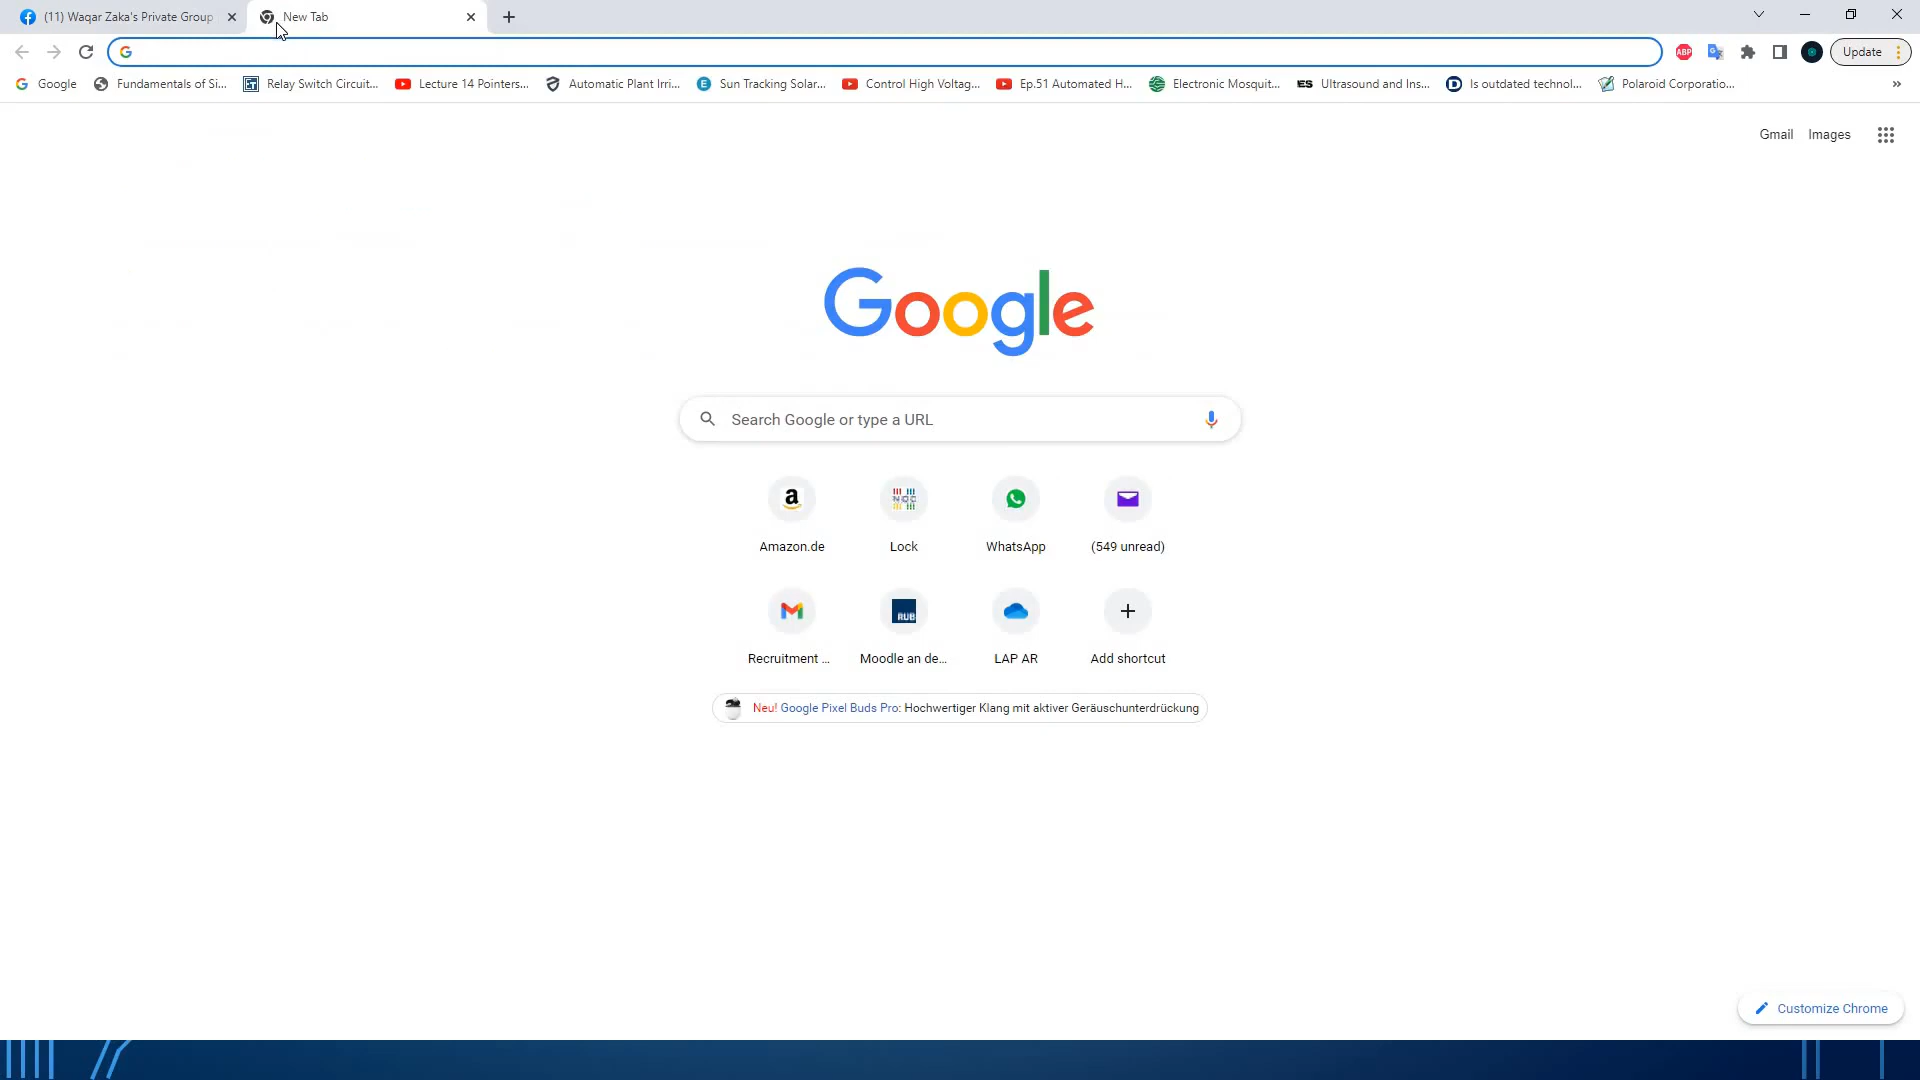 (11) Waqar Zaka's Private Group
New Tab
Update
Google
Fundamentals of Si...
Relay Switch Circuit...
Lecture 14 Pointers...
Automatic Plant Irri...
Sun Tracking Solar...
Control High Voltag...
Ep.51 Automated H...
Electronic Mosquit...
Ultrasound and Ins...
Is outdated technol...
Polaroid Corporatio...
Gmail
Images
Google
Search Google or type a URL
Amazon.de
Lock
WhatsApp
(549 unread)
RUB
Recruitment ...
Moodle an de...
LAP AR
Add shortcut
Neu! Google Pixel Buds Pro: Hochwertiger Klang mit aktiver Geräuschunterdrückung
Customize Chrome